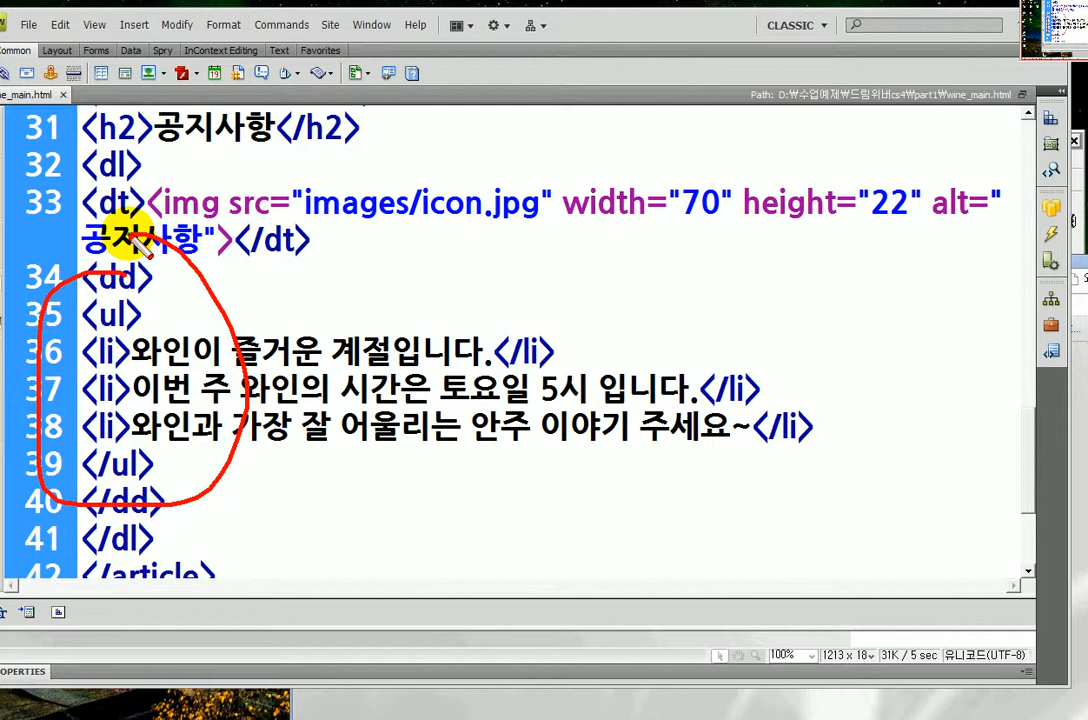 File Edit View Insert Modify Format Commands Site Window Help CLASSIC
Common Layout Forms Data Spry InContext Editing Text Favorites
ne_main.html Path: D:₩수업예제₩드림위버cs4₩part1₩wine_main.html
31 <h2>공지사항</h2>
32 <dl>
33 <dt><img src="images/icon.jpg" width="70" height="22" alt="
공지사항"></dt>
34 <dd>
35 <ul>
36 <li>와인이 즐거운 계절입니다.</li>
37 <li>이번 주 와인의 시간은 토요일 5시 입니다.</li>
38 <li>와인과 가장 잘 어울리는 안주 이야기 주세요~</li>
39 </ul>
40 </dd>
41 </dl>
42 </article>
100% 1213 x 18 31K / 5 sec 유니코드(UTF-8)
OPERTIES